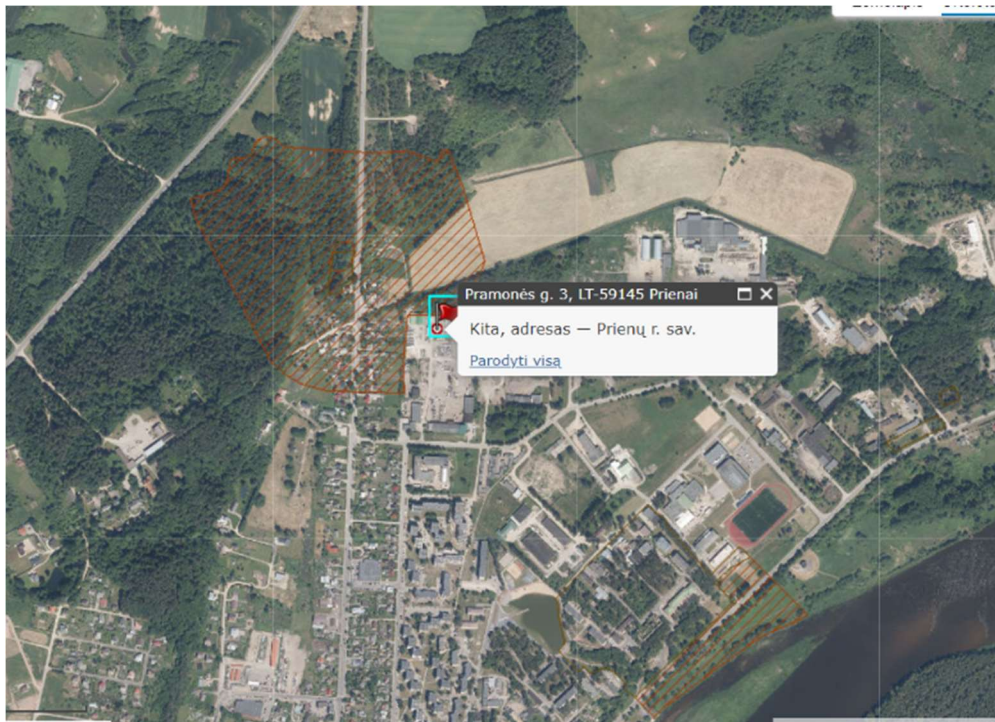 Pramonės g. 3, LT-59145 Prienai
Kita, adresas — Prienų r. sav.
Parodyti visą